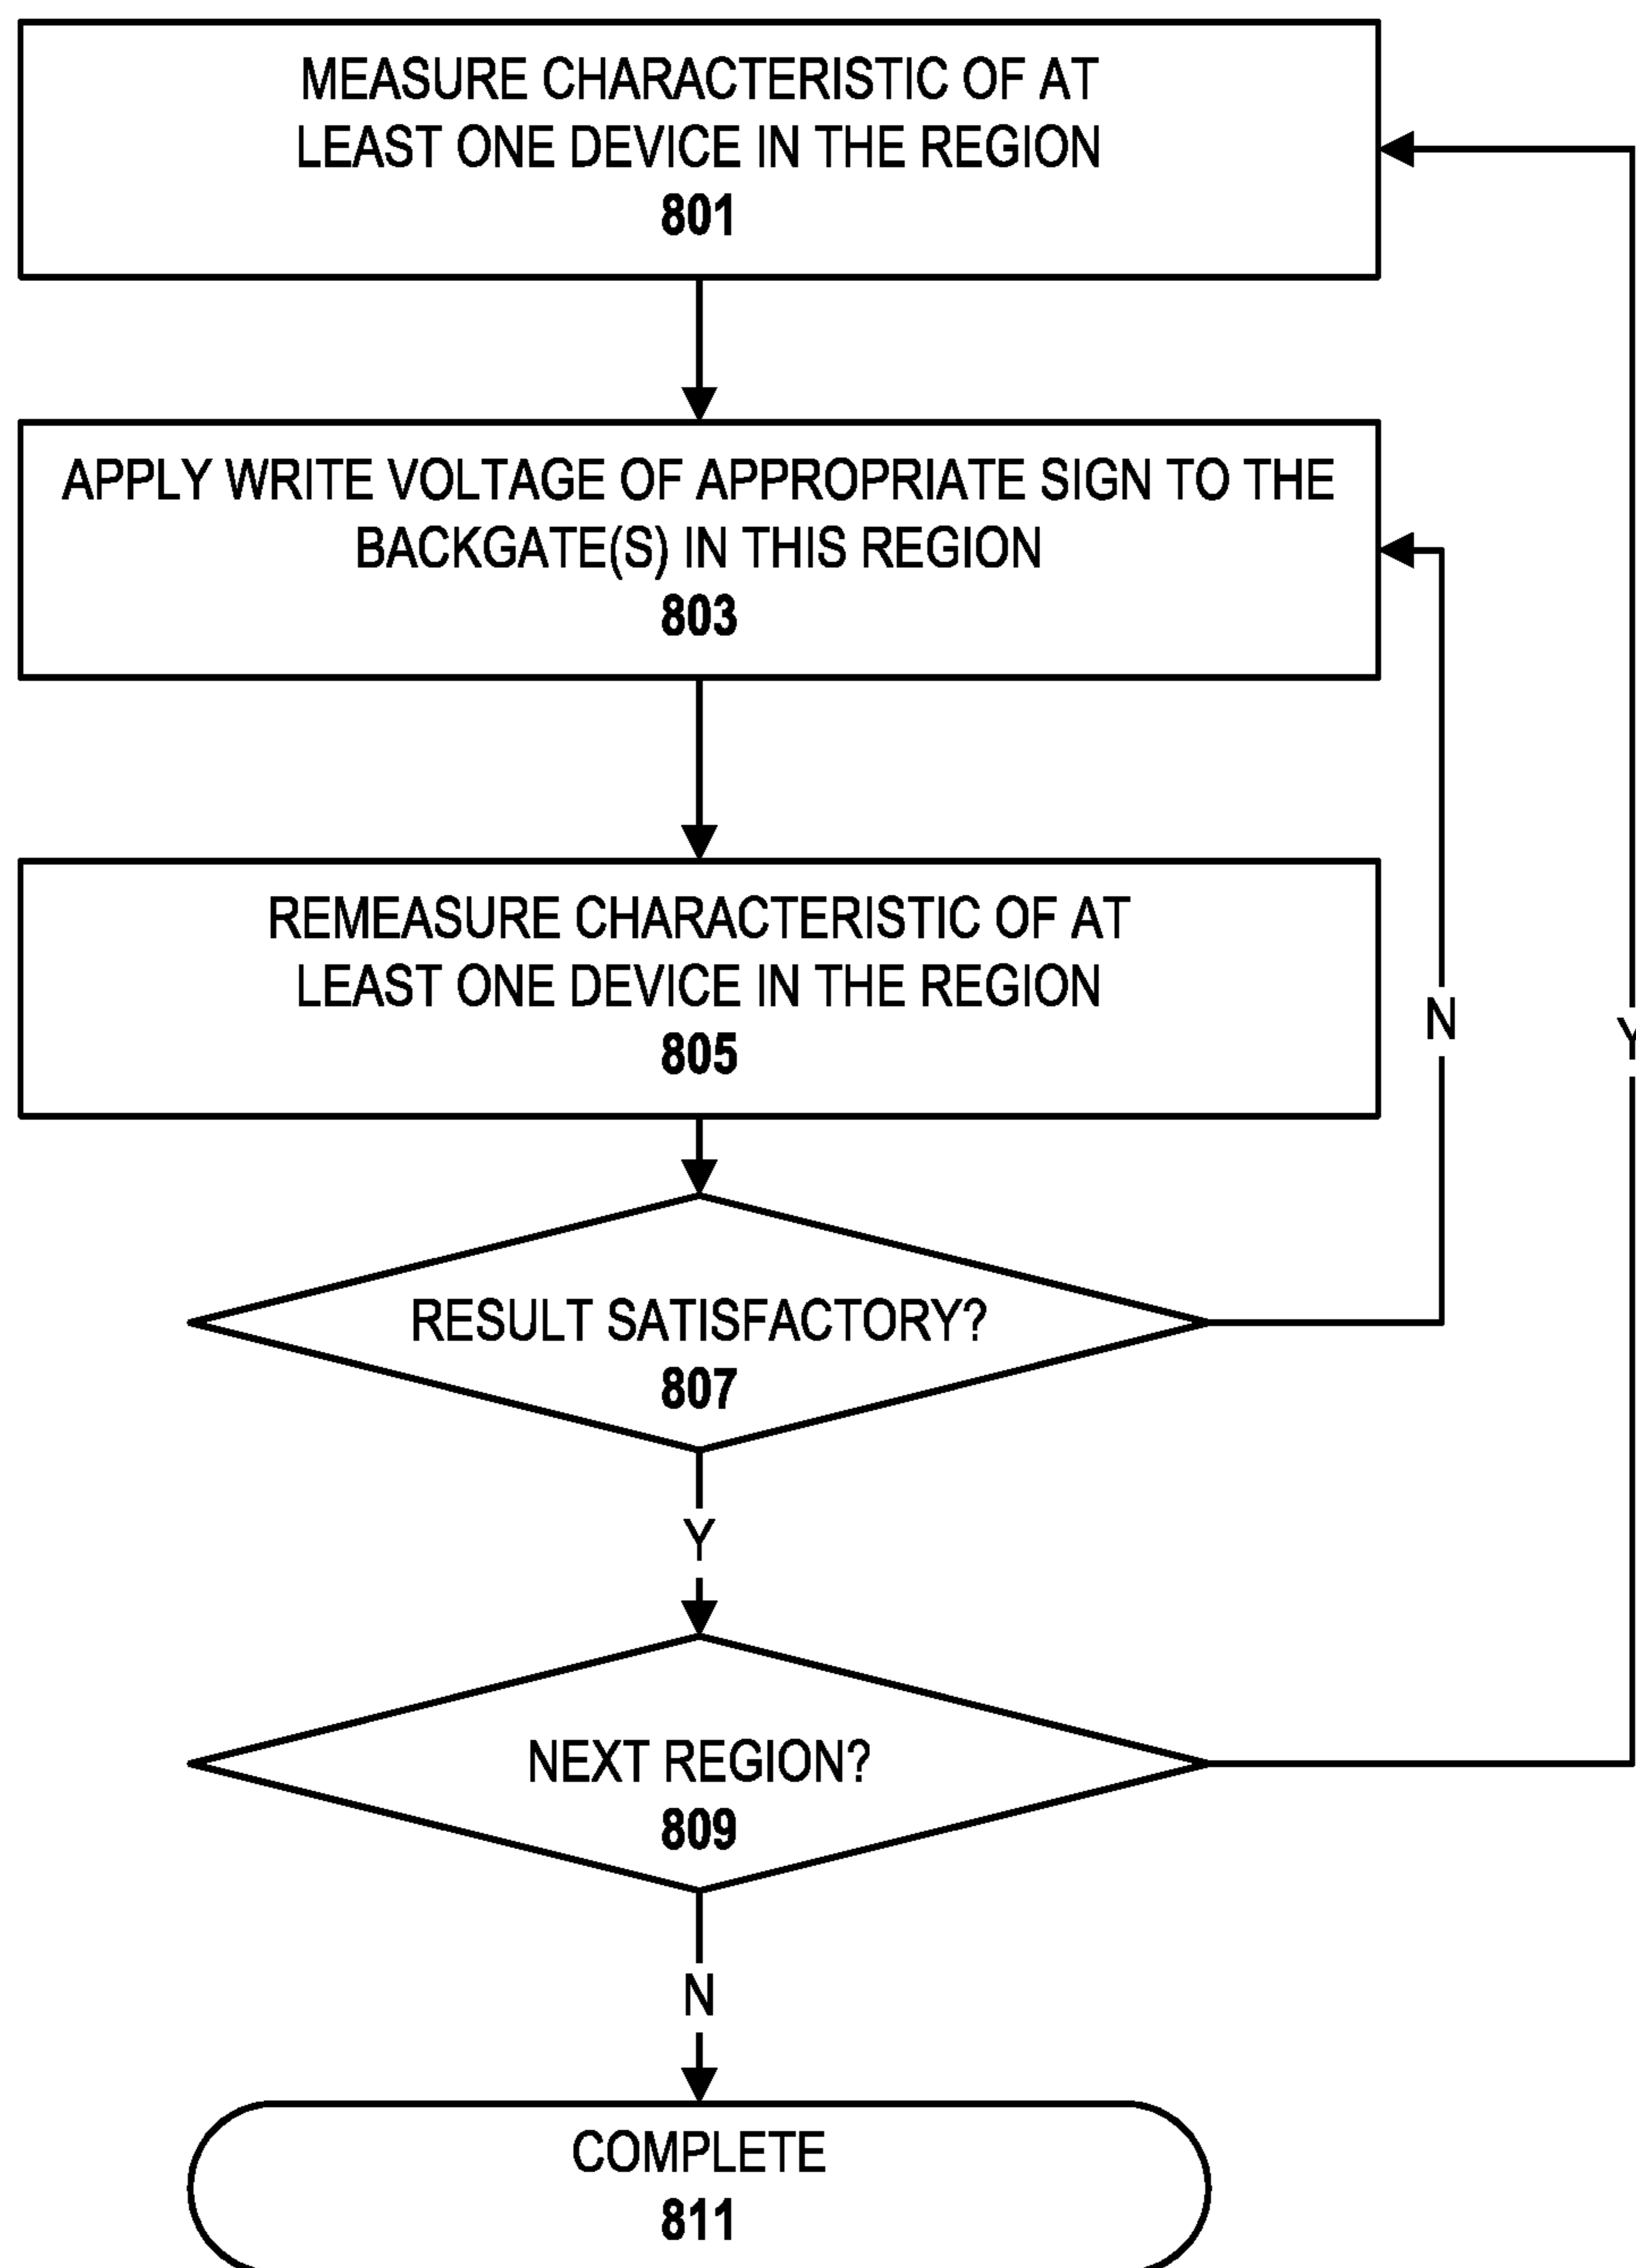 MEASURE CHARACTERISTIC OF AT
LEAST ONE DEVICE IN THE REGION
801
APPLY WRITE VOLTAGE OF APPROPRIATE SIGN TO THE
BACKGATE(S) IN THIS REGION
803
REMEASURE CHARACTERISTIC OF AT
LEAST ONE DEVICE IN THE REGION
805
N
Y
RESULT SATISFACTORY?
807
Y
NEXT REGION?
809
N
COMPLETE
811